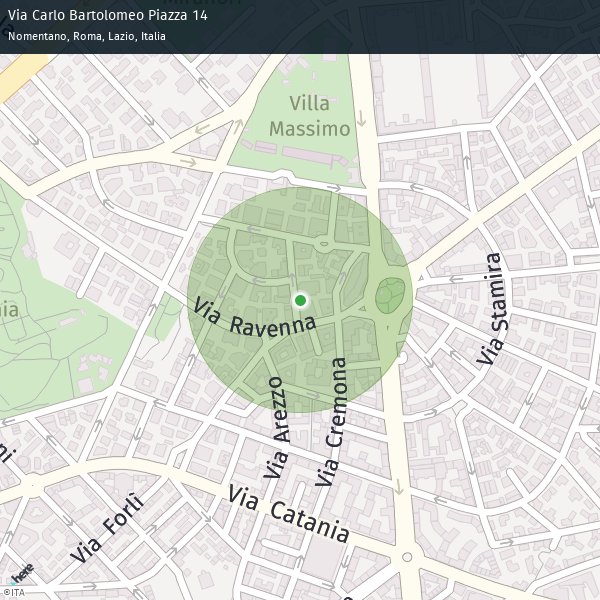 Via Carlo Bartolomeo Piazza 14
Nomentano, Roma, Lazio, Italia
Villa
Massimo
Via Stamira
Via Ravenna
Via Arezzo
Via Cremona
Via Catania
Via Forlì
here
©ITA